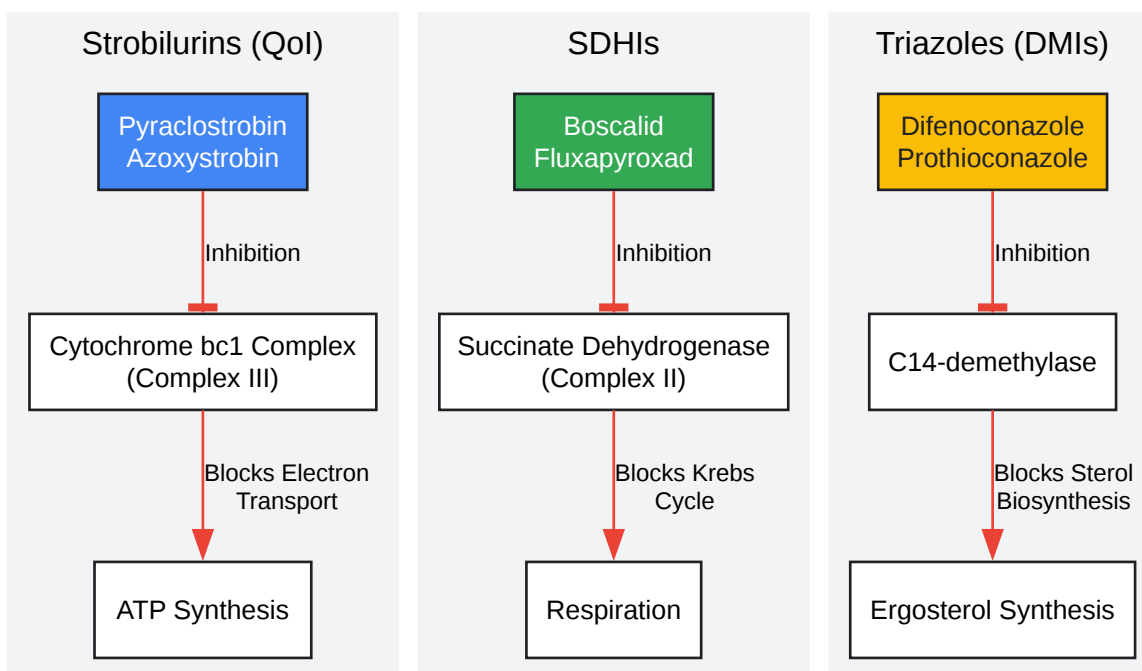 Strobilurins (QoI)
Pyraclostrobin
Azoxystrobin
Inhibition
Cytochrome bc1 Complex
(Complex III)
Blocks Electron
Transport
ATP Synthesis
SDHIs
Boscalid
Fluxapyroxad
Inhibition
Succinate Dehydrogenase
(Complex II)
Blocks Krebs
Cycle
Respiration
Triazoles (DMIs)
Difenoconazole
Prothioconazole
Inhibition
C14-demethylase
Blocks Sterol
Biosynthesis
Ergosterol Synthesis